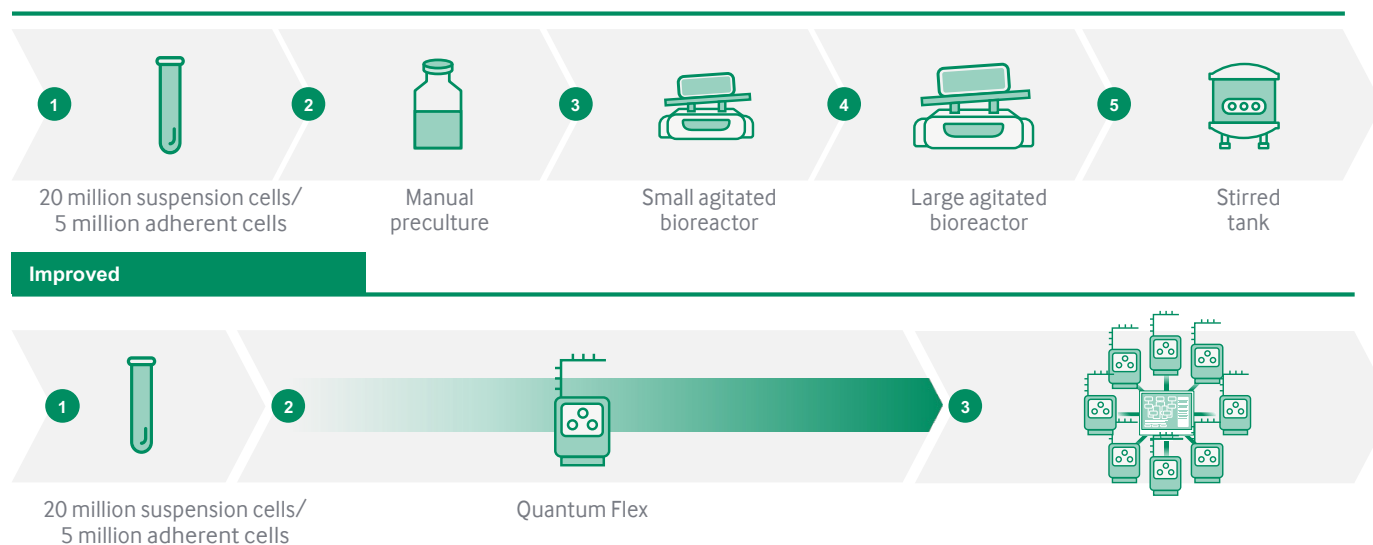 1
2
3
4
5
20 million suspension cells/
5 million adherent cells
Manual
preculture
Small agitated
bioreactor
Large agitated
bioreactor
Stirred
tank
Improved
1
2
3
20 million suspension cells/
5 million adherent cells
Quantum Flex